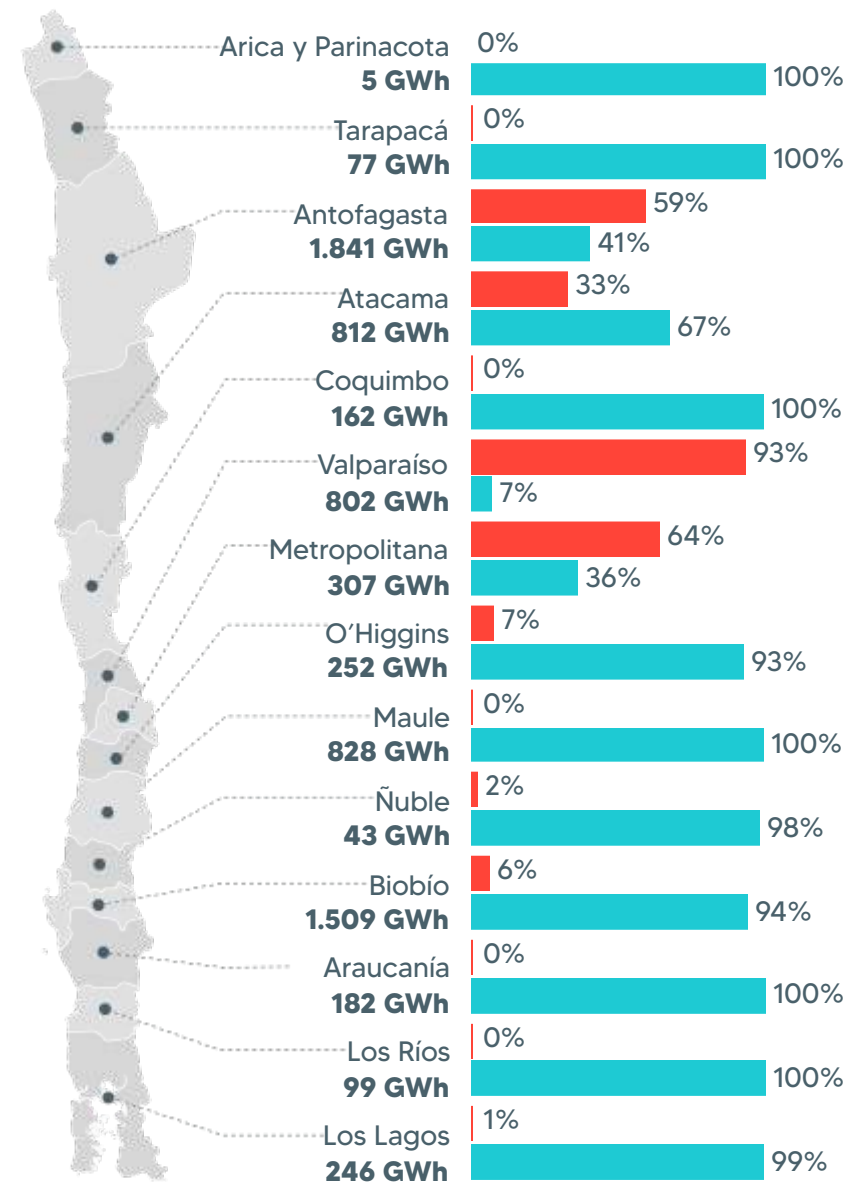 Arica y Parinacota
5 GWh
0%
100%
Tarapacá
77 GWh
0%
100%
Antofagasta
1.841 GWh
59%
41%
Atacama
812 GWh
33%
67%
Coquimbo
162 GWh
0%
100%
Valparaíso
802 GWh
93%
7%
Metropolitana
307 GWh
64%
36%
O'Higgins
252 GWh
7%
93%
Maule
828 GWh
0%
100%
Ñuble
43 GWh
2%
98%
Biobío
1.509 GWh
6%
94%
Araucanía
182 GWh
0%
100%
Los Ríos
99 GWh
0%
100%
Los Lagos
246 GWh
1%
99%